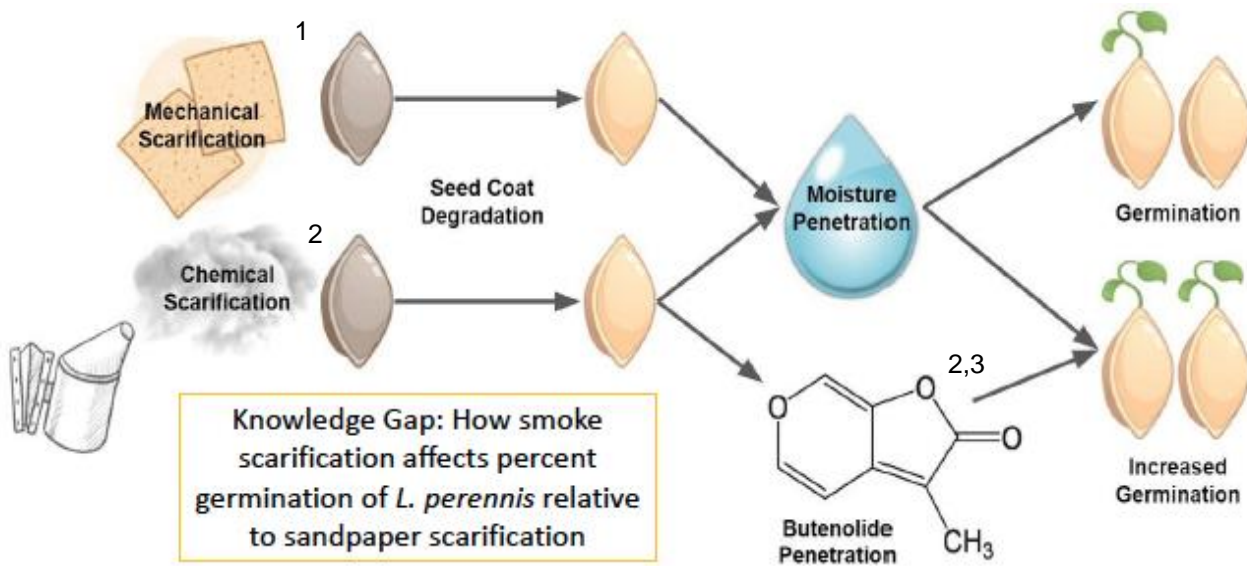 1
Mechanical
Scarification
Seed Coat
Degradation
Moisture
Penetration
Germination
2
Chemical
Scarification
2,3
O
O
O
CH3
Butenolide
Penetration
Increased
Germination
Knowledge Gap: How smoke
scarification affects percent
germination of L. perennis relative
to sandpaper scarification